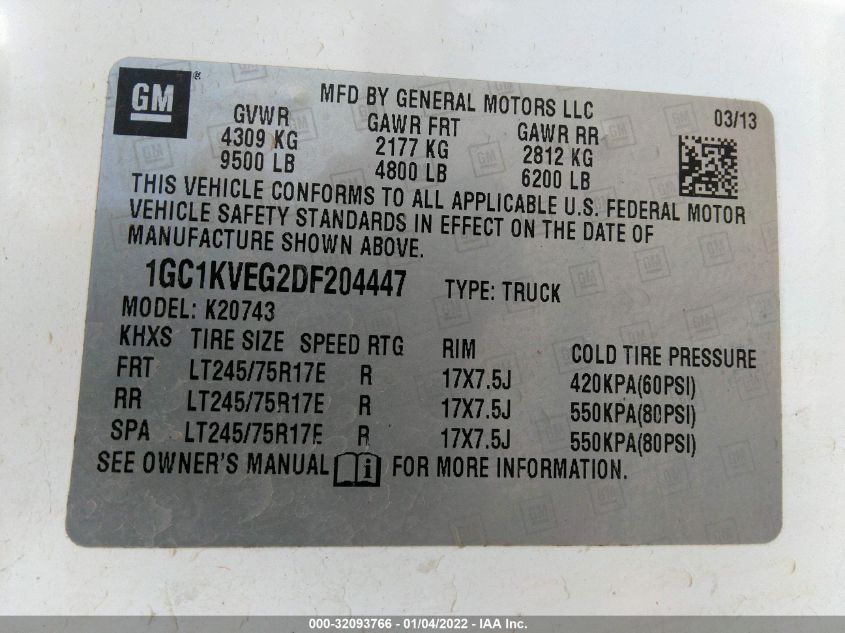 GM
MFD BY GENERAL MOTORS LLC
03/13
GVWR GAWR FRT GAWR RR
4309 KG 2177 KG 2812 KG
9500 LB 4800 LB 6200 LB
THIS VEHICLE CONFORMS TO ALL APPLICABLE U.S. FEDERAL MOTOR
VEHICLE SAFETY STANDARDS IN EFFECT ON THE DATE OF
MANUFACTURE SHOWN ABOVE.
1GC1KVEG2DF204447 TYPE: TRUCK
MODEL: K20743
KHXS TIRE SIZE SPEED RTG RIM COLD TIRE PRESSURE
FRT LT245/75R17E R 17X7.5J 420KPA(60PSI)
RR LT245/75R17E R 17X7.5J 550KPA(80PSI)
SPA LT245/75R17E R 17X7.5J 550KPA(80PSI)
SEE OWNER'S MANUAL i FOR MORE INFORMATION.
000-32093766 - 01/04/2022 - IAA Inc.